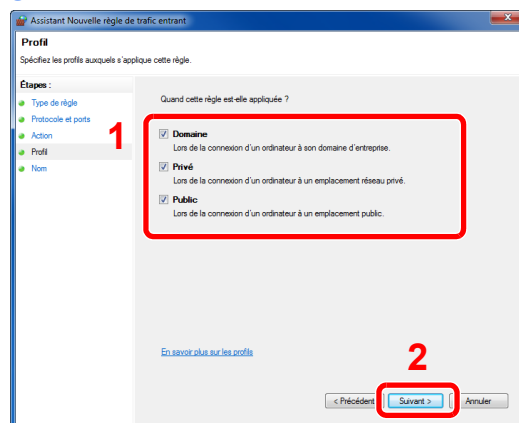 Assistant Nouvelle règle de trafic entrant
Profil
Spécifiez les profils auxquels s'applique cette règle.
Étapes :
Type de règle
Protocole et ports
Action
Profil
Nom
1
Quand cette règle est-elle appliquée ?
Domaine
Lors de la connexion d'un ordinateur à son domaine d'entreprise.
Privé
Lors de la connexion d'un ordinateur à un emplacement réseau privé.
Public
Lors de la connexion d'un ordinateur à un emplacement public.
En savoir plus sur les profils
2
< Précédent
Suivant >
Annuler